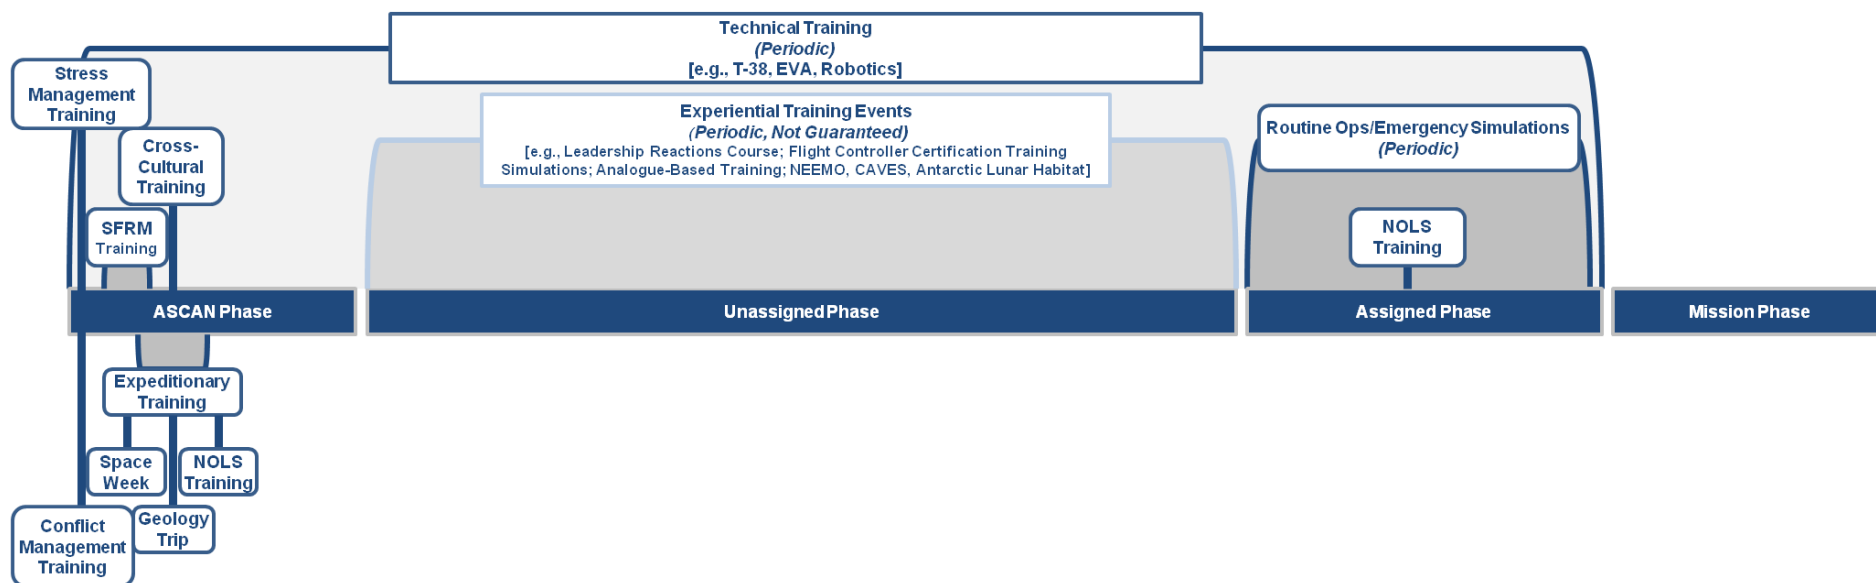 Technical Training
(Periodic)
[e.g., T-38, EVA, Robotics]
Stress
Management
Training
Experiential Training Events
(Periodic, Not Guaranteed)
[e.g., Leadership Reactions Course; Flight Controller Certification Training
Simulations; Analogue-Based Training; NEEMO, CAVES, Antarctic Lunar Habitat]
Routine Ops/Emergency Simulations
(Periodic)
Cross-
Cultural
Training
SFRM
Training
NOLS
Training
ASCAN Phase
Unassigned Phase
Assigned Phase
Mission Phase
Expeditionary
Training
Space
Week
NOLS
Training
Geology
Trip
Conflict
Management
Training